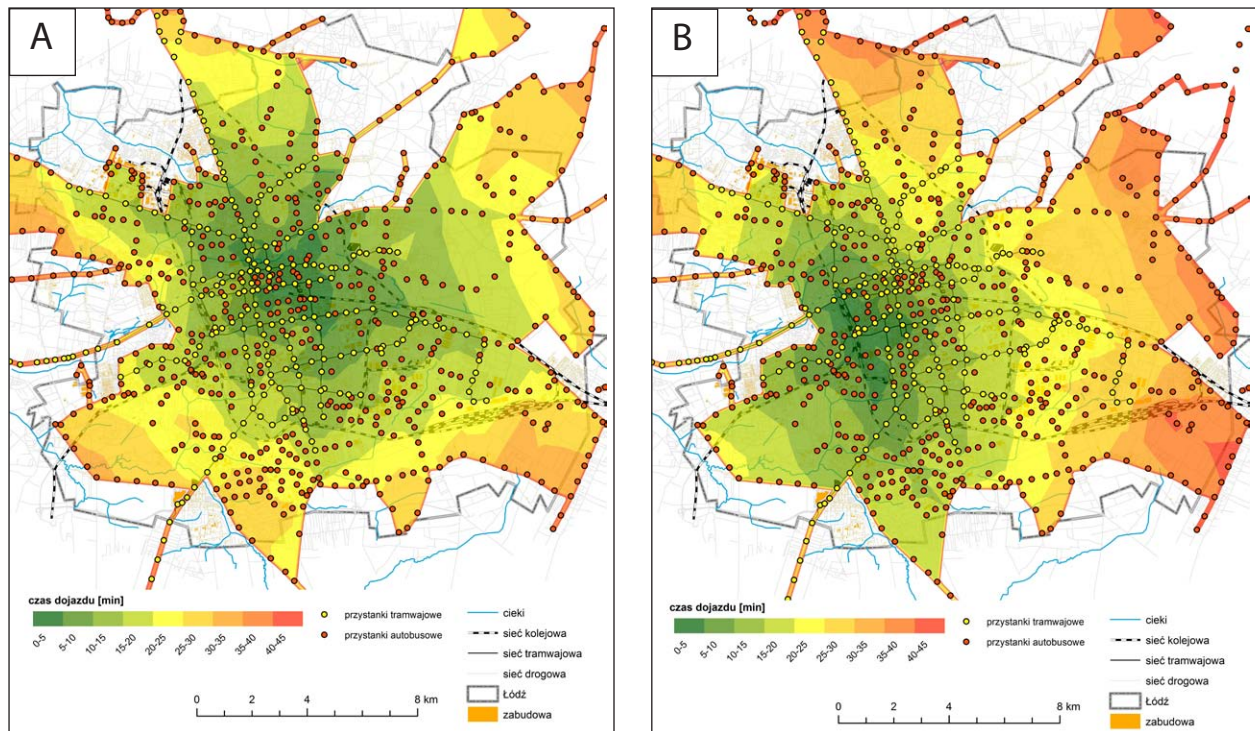 A
czas dojazdu [min]
0-5
5-10
10-15
15-20
20-25
25-30
30-35
35-40
40-45
przystanki tramwajowe
przystanki autobusowe
cieki
sieć kolejowa
sieć tramwajowa
sieć drogowa
Łódź
zabudowa
0 2 4 8 km
B
czas dojazdu [min]
0-5
5-10
10-15
15-20
20-25
25-30
30-35
35-40
40-45
przystanki tramwajowe
przystanki autobusowe
cieki
sieć kolejowa
sieć tramwajowa
sieć drogowa
Łódź
zabudowa
0 2 4 8 km